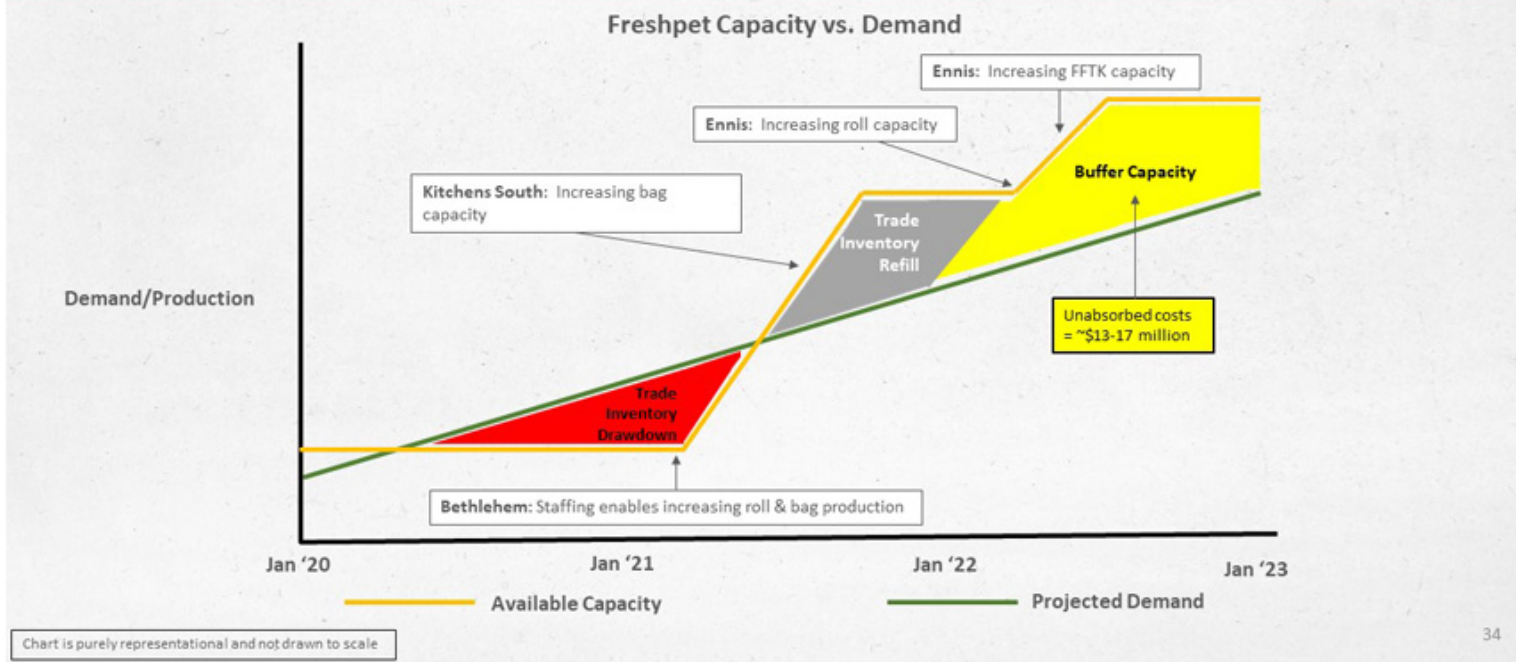 Freshpet Capacity vs. Demand
Ennis: Increasing FFTK capacity
Ennis: Increasing roll capacity
Kitchens South: Increasing bag
capacity
Buffer Capacity
Trade
Inventory
Refill
Demand/Production
Unabsorbed costs
= ~$13-17 million
Trade
Inventory
Drawdown
Bethlehem: Staffing enables increasing roll & bag production
Jan ‘20
Jan ‘21
Jan ‘22
Jan ‘23
Available Capacity
Projected Demand
Chart is purely representational and not drawn to scale
34